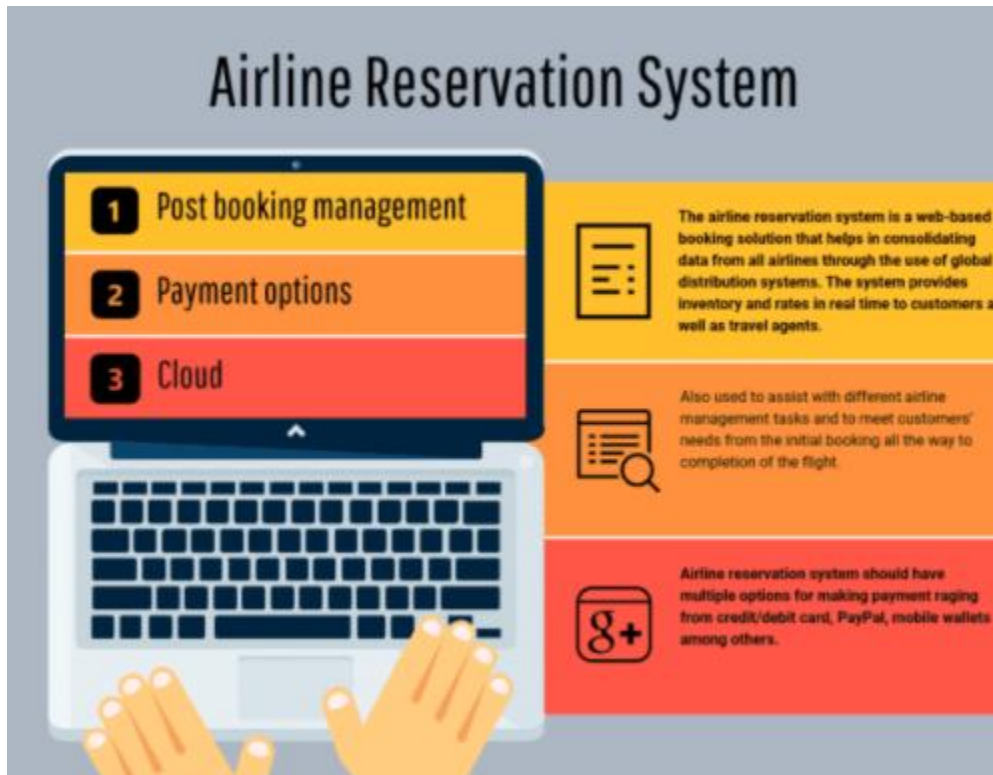 Airline Reservation System
1 Post booking management
2 Payment options
3 Cloud
The airline reservation system is a web-based
booking solution that helps in consolidating
data from all airlines through the use of global
distribution systems. The system provides
inventory and rates in real time to customers a
well as travel agents.
Also used to assist with different airline
management tasks and to meet customers'
needs from the initial booking all the way to
completion of the flight.
Airline reservation system should have
multiple options for making payment raging
from credit/debit card, PayPal, mobile wallets
among others.
g+